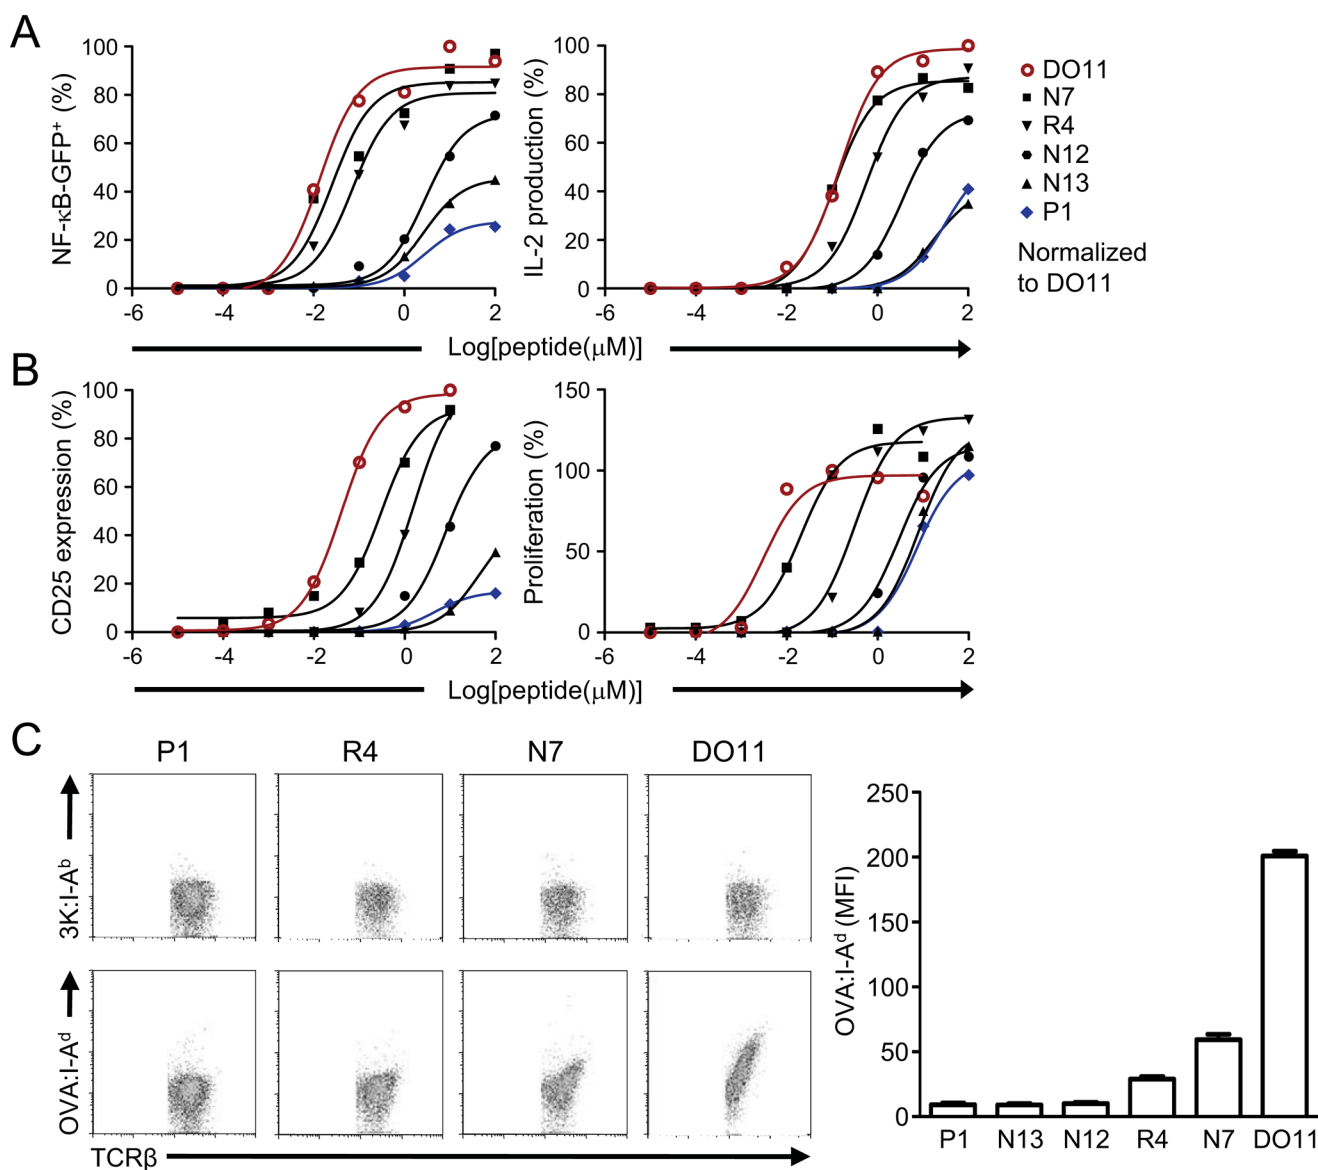 A
NF-κB-GFP⁺ (%)
100
80
60
40
20
0
-6
-4
-2
0
2
IL-2 production (%)
100
80
60
40
20
0
-6
-4
-2
0
2
DO11
N7
R4
N12
N13
P1
Normalized
to DO11
Log[peptide(μM)]
B
CD25 expression (%)
100
80
60
40
20
0
-6
-4
-2
0
2
Proliferation (%)
150
100
50
0
-6
-4
-2
0
2
Log[peptide(μM)]
C
P1
R4
N7
DO11
3K:I-Aᵇ
OVA:I-Aᵈ
TCRβ
OVA:I-Aᵈ (MFI)
250
200
150
100
50
0
P1
N13
N12
R4
N7
DO11